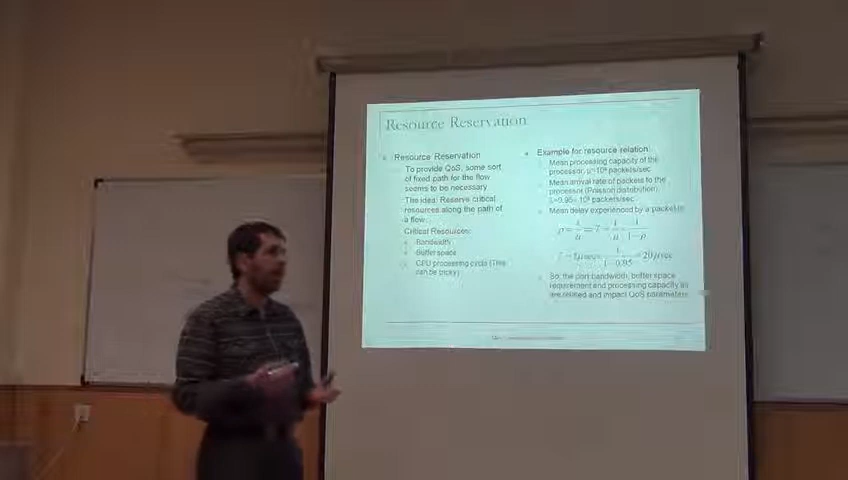 Resource Reservation
Resource Reservation
To provide QoS, some sort
of fixed path for the flow
seems to be necessary
The idea: Reserve critical
resources along the path of
a flow.
Critical Resources:
Bandwidth
Buffer space
CPU processing cycle (This
can be tricky)
Example for resource relation:
Mean processing capacity of the
processor, μ=10⁶ packets/sec
Mean arrival rate of packets to the
processor (Poisson distribution),
λ=0.95× 10⁶ packets/sec
Mean delay experienced by a packet is
So, the port bandwidth, buffer space
requirement and processing capacity all
are related and impact QoS parameters